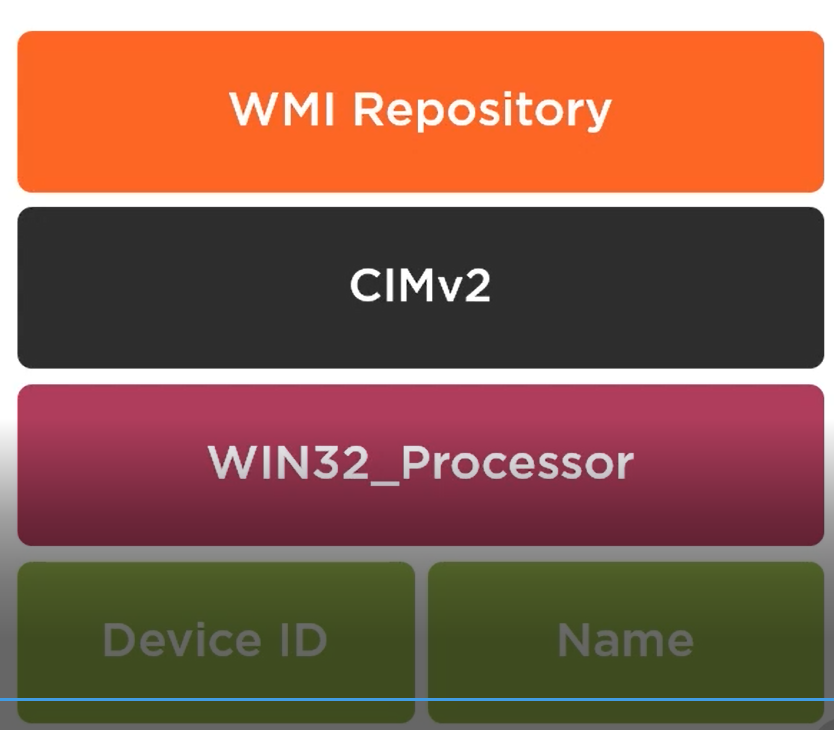 WMI Repository
CIMv2
WIN32_Processor
Device ID
Name